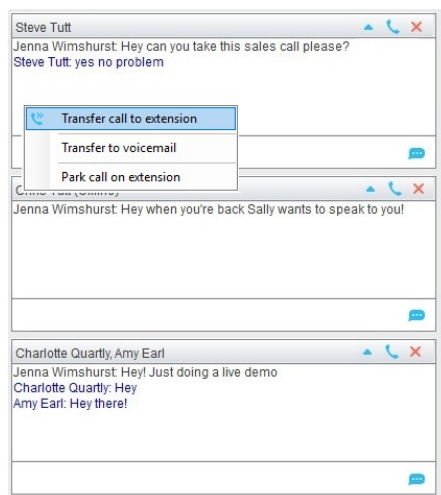 Steve Tutt
Jenna Wimshurst: Hey can you take this sales call please?
Steve Tutt: yes no problem
Transfer call to extension
Transfer to voicemail
Park call on extension
Jenna Wimshurst: Hey when you're back Sally wants to speak to you!
Charlotte Quartly, Amy Earl
Jenna Wimshurst: Hey! Just doing a live demo
Charlotte Quartly: Hey
Amy Earl: Hey there!